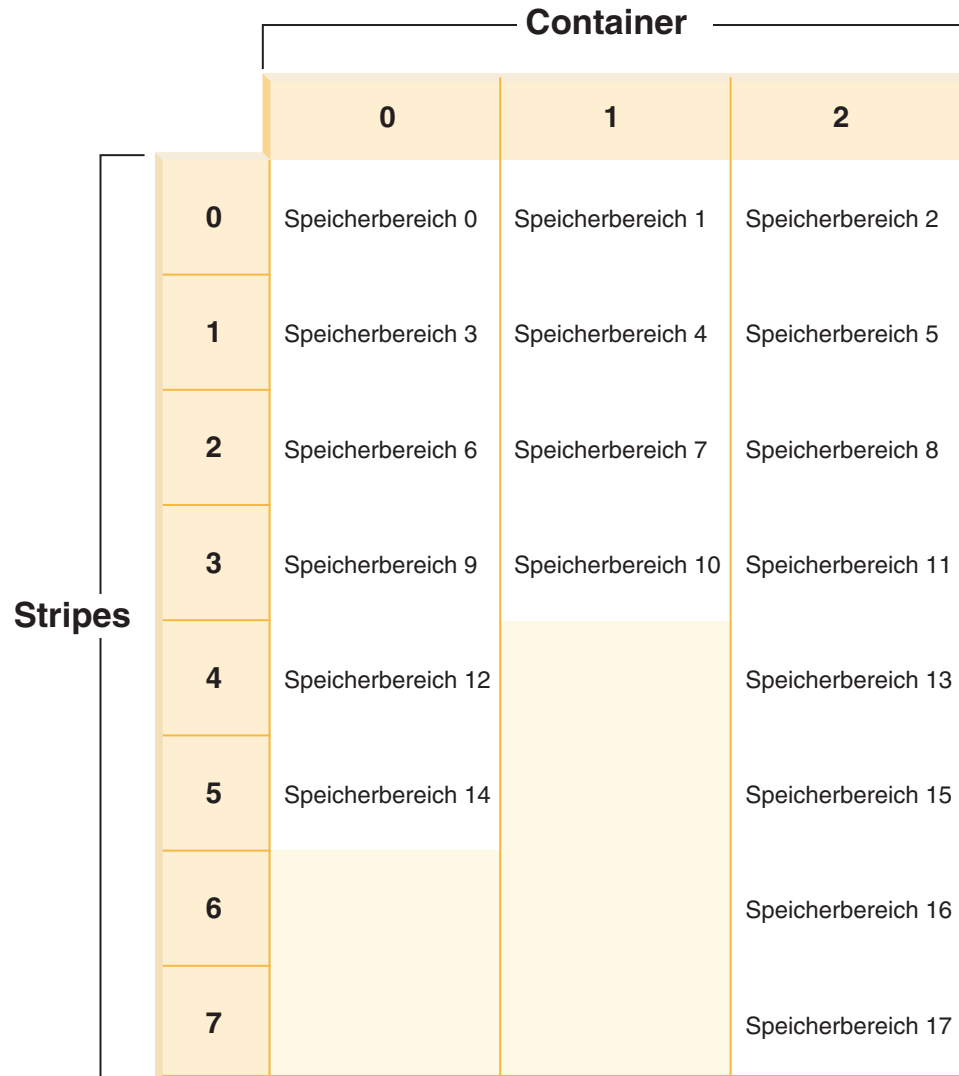 Container
0 1 2
0 Speicherbereich 0 Speicherbereich 1 Speicherbereich 2
1 Speicherbereich 3 Speicherbereich 4 Speicherbereich 5
2 Speicherbereich 6 Speicherbereich 7 Speicherbereich 8
3 Speicherbereich 9 Speicherbereich 10 Speicherbereich 11
Stripes
4 Speicherbereich 12 Speicherbereich 13
5 Speicherbereich 14 Speicherbereich 15
6 Speicherbereich 16
7 Speicherbereich 17